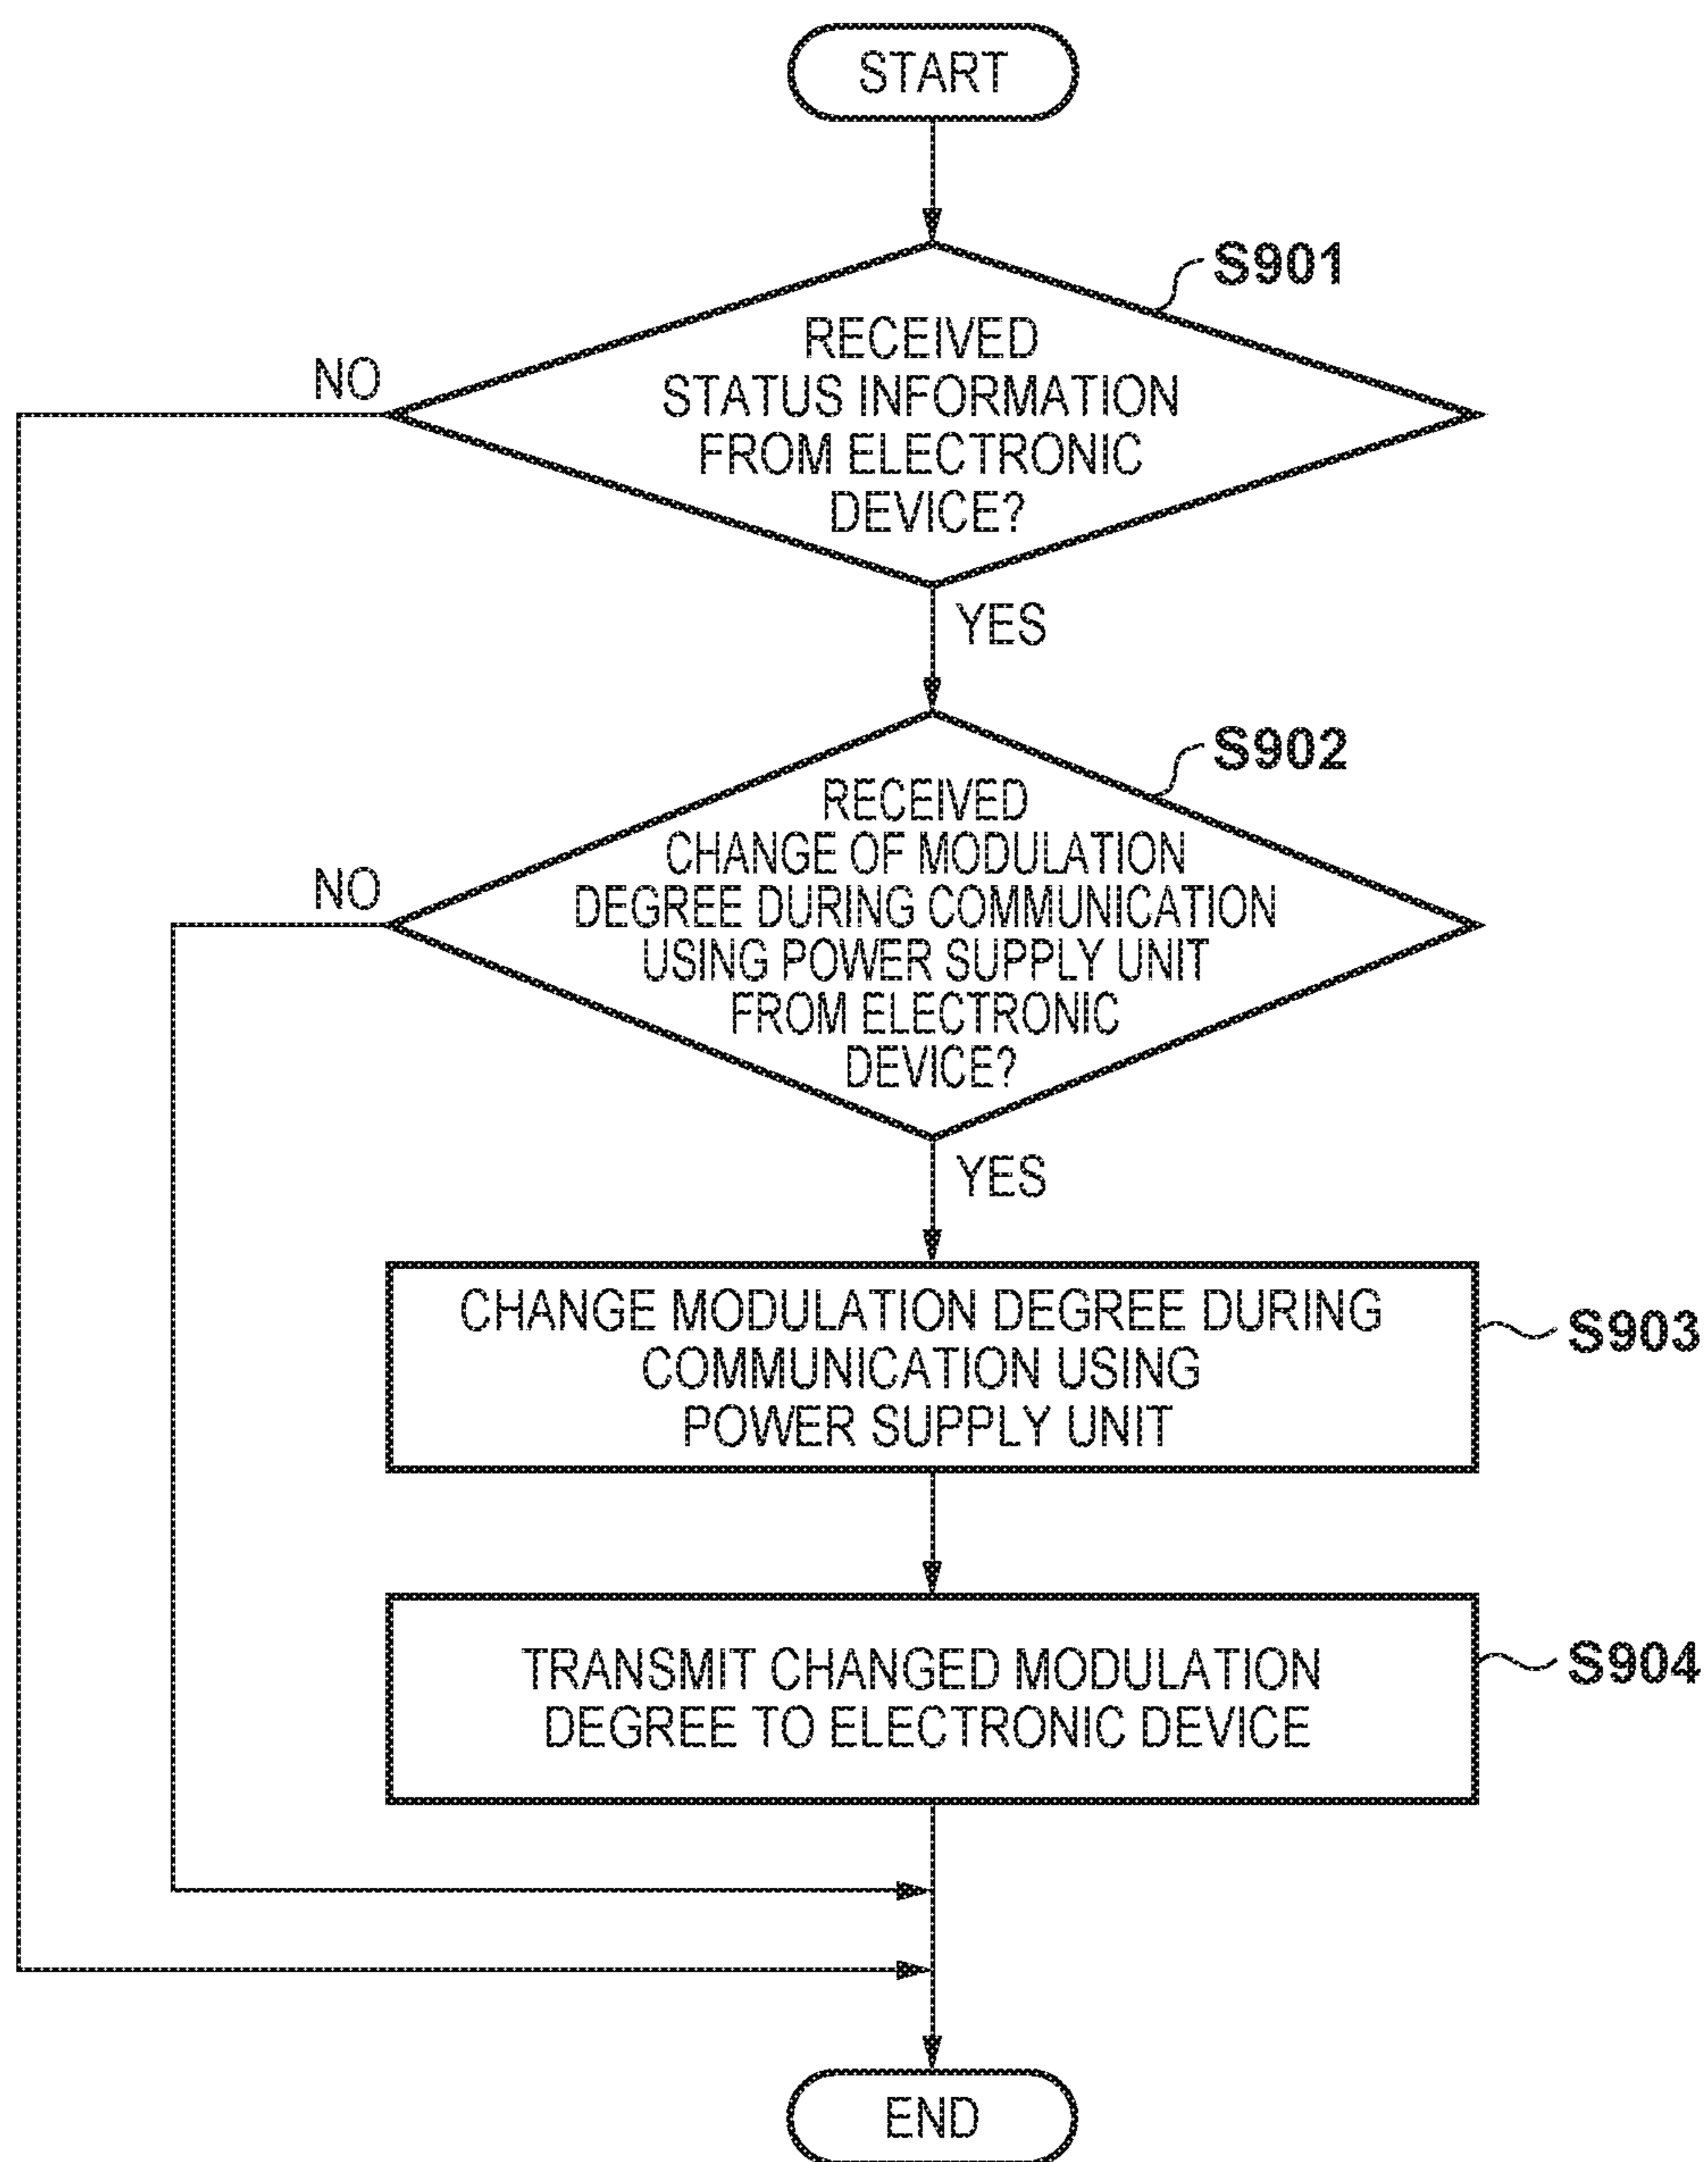 START
S901
RECEIVED
STATUS INFORMATION
FROM ELECTRONIC
DEVICE?
NO
YES
S902
RECEIVED
CHANGE OF MODULATION
DEGREE DURING COMMUNICATION
USING POWER SUPPLY UNIT
FROM ELECTRONIC
DEVICE?
NO
YES
CHANGE MODULATION DEGREE DURING
COMMUNICATION USING
POWER SUPPLY UNIT
S903
TRANSMIT CHANGED MODULATION
DEGREE TO ELECTRONIC DEVICE
S904
END